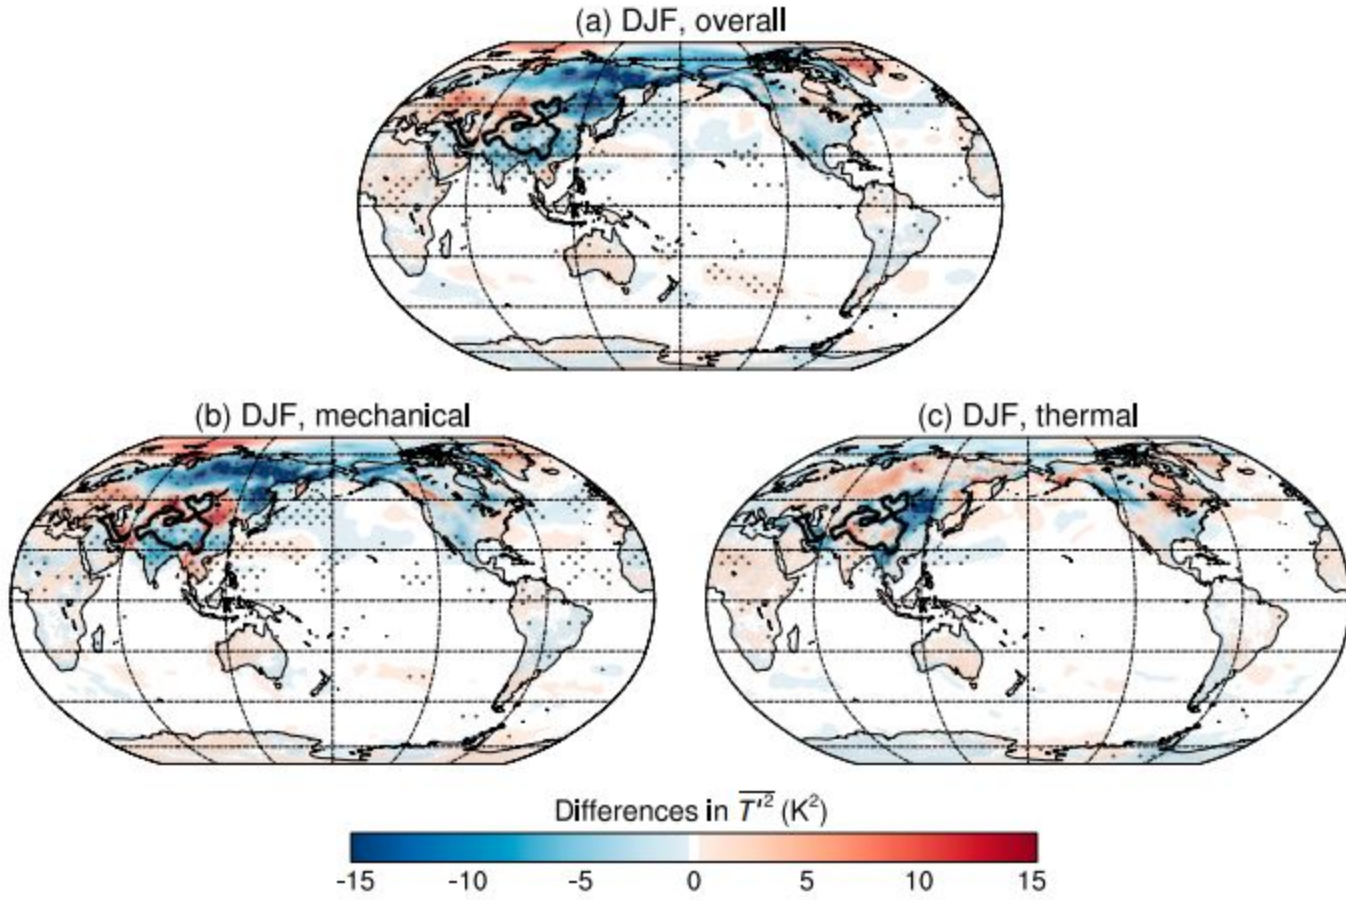 (a) DJF, overall
(b) DJF, mechanical
(c) DJF, thermal
Differences in T′² (K²)
-15 -10 -5 0 5 10 15